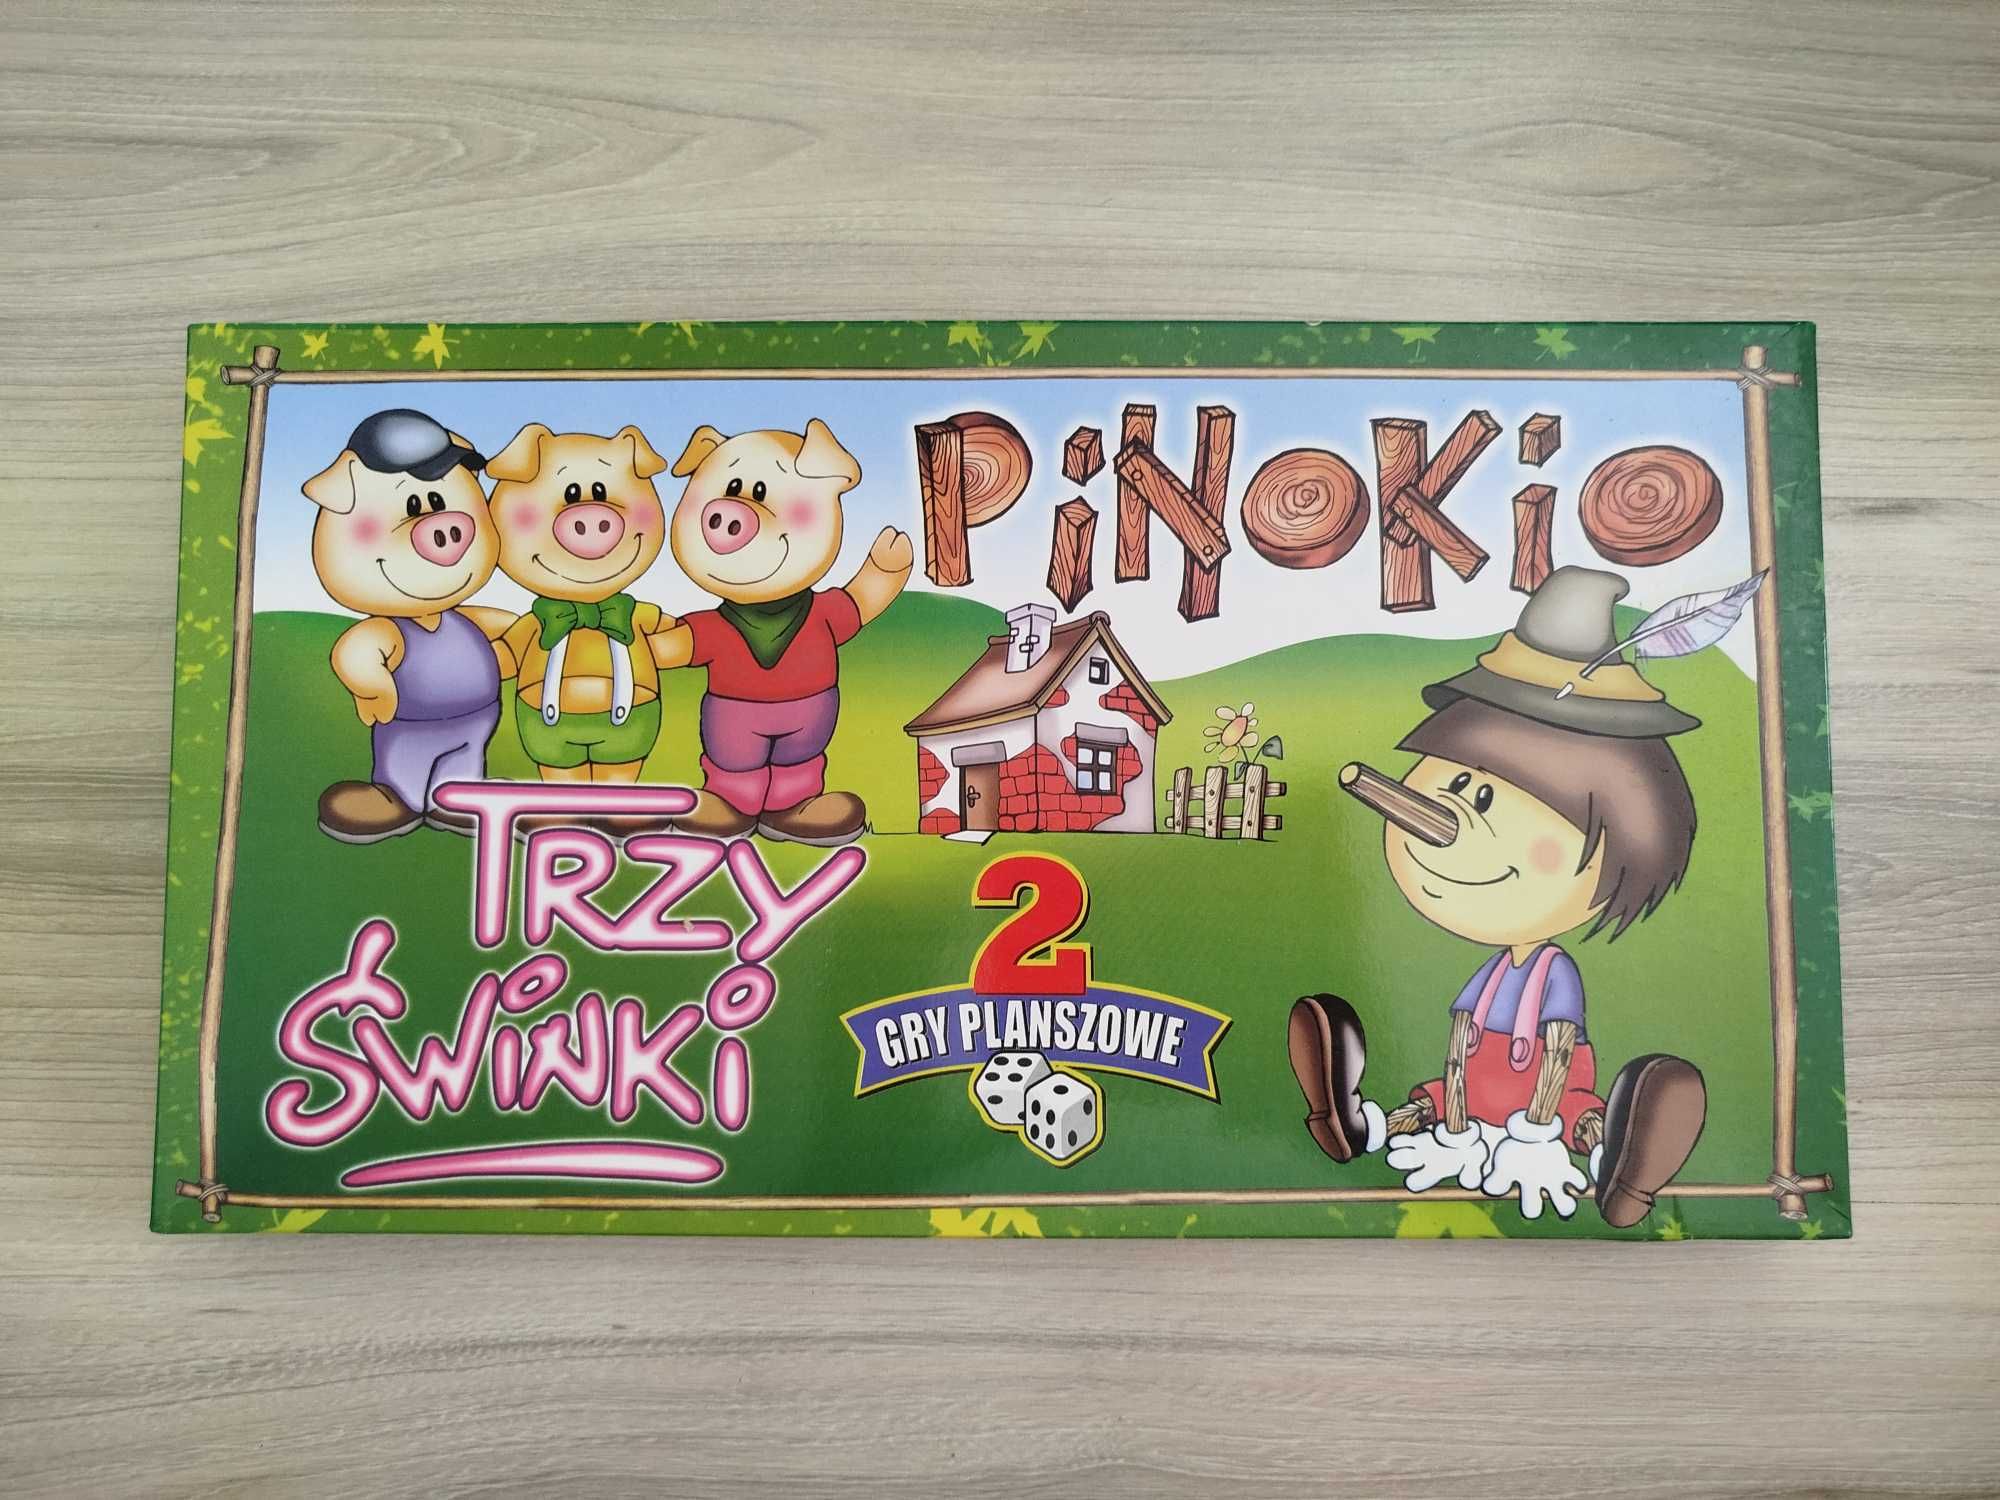 PiNoKio
TRZY
ŚWiNKi
2
GRY PLANSZOWE